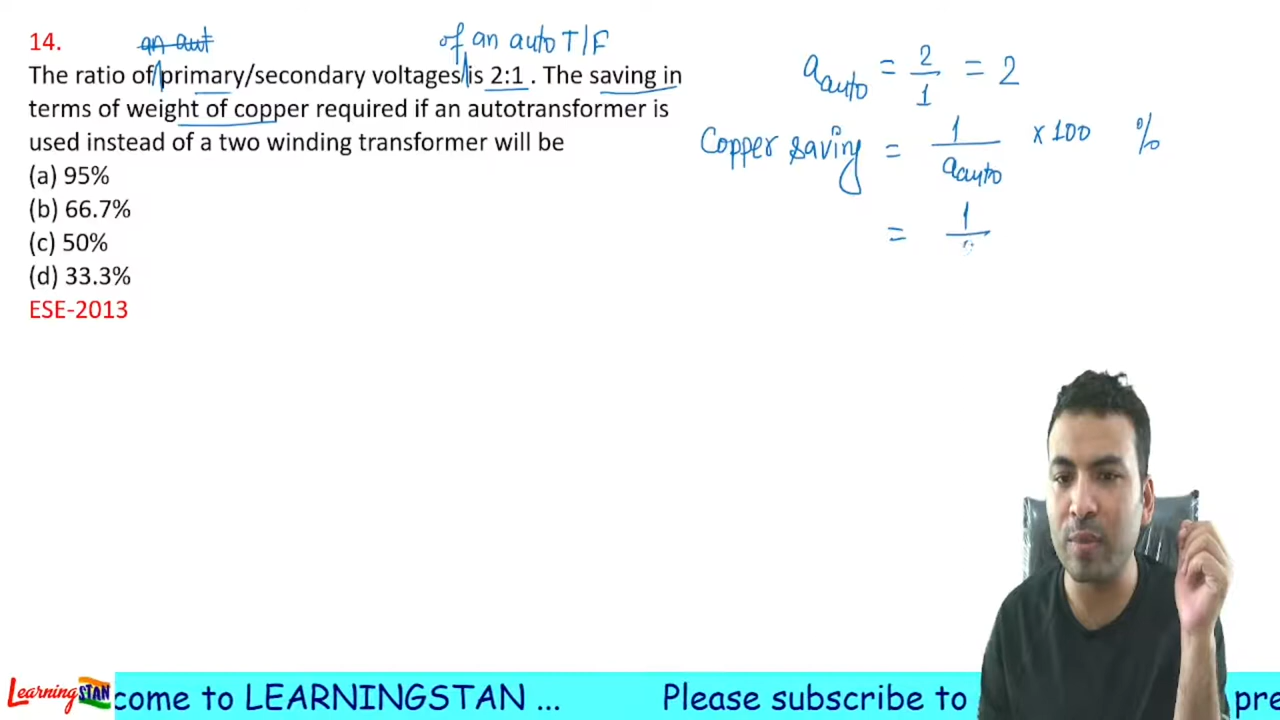 14.
an aut
of an auto T/F
The ratio of primary/secondary voltages is 2:1 . The saving in
terms of weight of copper required if an autotransformer is
used instead of a two winding transformer will be
(a) 95%
(b) 66.7%
(c) 50%
(d) 33.3%
ESE-2013
a auto = 2/1 = 2
Copper saving = 1/a auto × 100 %
= 1/
Learning STAN
come to LEARNINGSTAN ... Please subscribe to pre